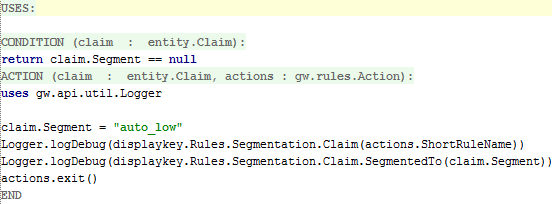 USES:
CONDITION (claim : entity.Claim):
return claim.Segment == null
ACTION (claim : entity.Claim, actions : gw.rules.Action):
uses gw.api.util.Logger
claim.Segment = "auto_low"
Logger.logDebug(displaykey.Rules.Segmentation.Claim(actions.ShortRuleName))
Logger.logDebug(displaykey.Rules.Segmentation.Claim.SegmentedTo(claim.Segment))
actions.exit()
END